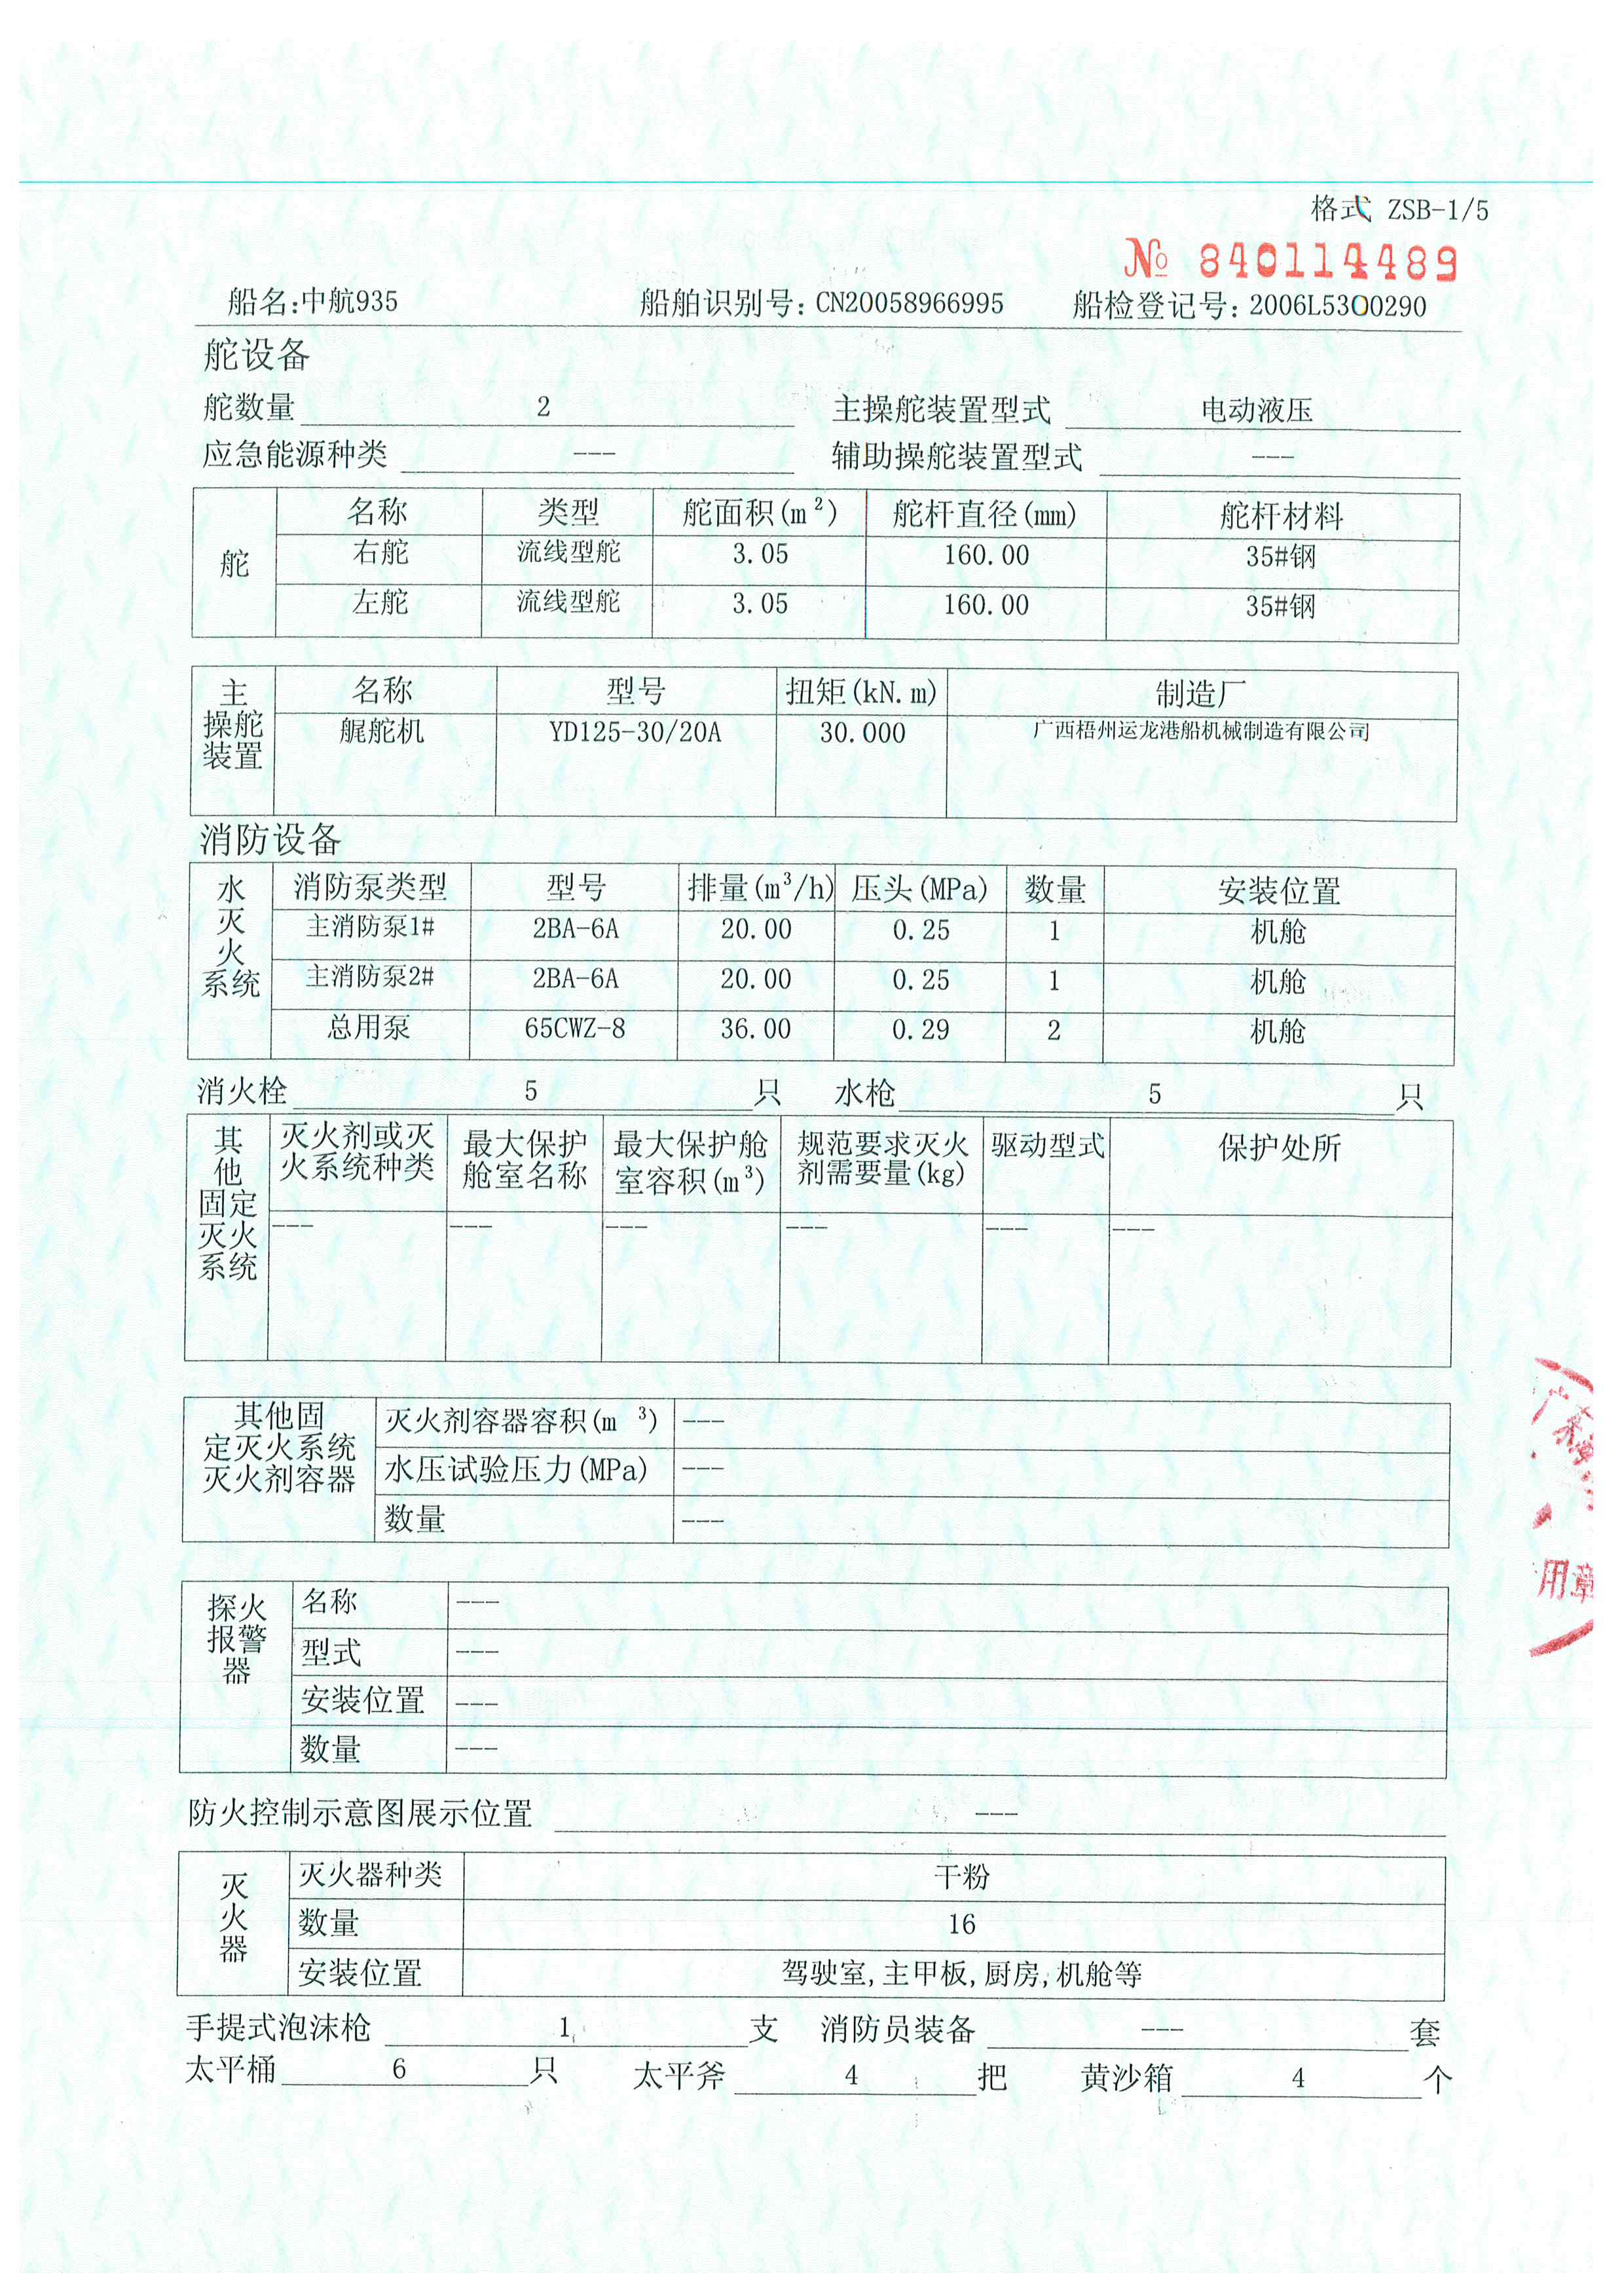 格式 ZSB-1/5
№ 840114489
船名:中航935 船舶识别号: CN20058966995 船检登记号: 2006L5300290
舵设备
舵数量 2 主操舵装置型式 电动液压
应急能源种类 --- 辅助操舵装置型式 ---
舵 名称 类型 舵面积(m²) 舵杆直径(mm) 舵杆材料
右舵 流线型舵 3.05 160.00 35#钢
左舵 流线型舵 3.05 160.00 35#钢
主操舵装置 名称 型号 扭矩(kN.m) 制造厂
艉舵机 YD125-30/20A 30.000 广西梧州运龙港船机械制造有限公司
消防设备
水灭火系统 消防泵类型 型号 排量(m³/h) 压头(MPa) 数量 安装位置
主消防泵1# 2BA-6A 20.00 0.25 1 机舱
主消防泵2# 2BA-6A 20.00 0.25 1 机舱
总用泵 65CWZ-8 36.00 0.29 2 机舱
消火栓 5 只 水枪 5 只
其他固定灭火系统 灭火剂或灭火系统种类 最大保护舱室名称 最大保护舱室容积(m³) 规范要求灭火剂需要量(kg) 驱动型式 保护处所
--- --- --- --- --- ---
其他固定灭火系统灭火剂容器 灭火剂容器容积(m ³) ---
水压试验压力(MPa) ---
数量 ---
探火报警器 名称 ---
型式 ---
安装位置 ---
数量 ---
防火控制示意图展示位置 ---
灭火器 灭火器种类 干粉
数量 16
安装位置 驾驶室,主甲板,厨房,机舱等
手提式泡沫枪 1 支 消防员装备 --- 套
太平桶 6 只 太平斧 4 把 黄沙箱 4 个
用章